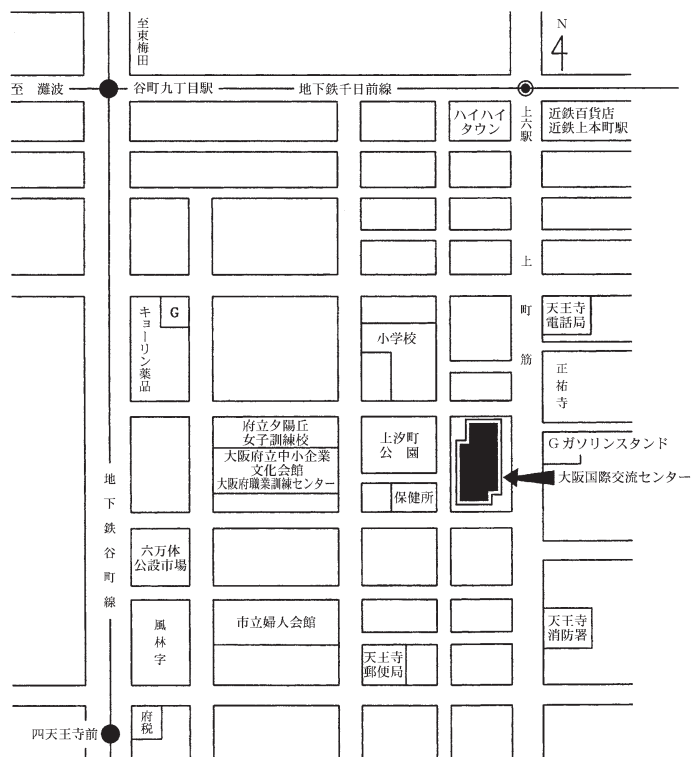 至東梅田
N
至 灘波
谷町九丁目駅
地下鉄千日前線
ハイハイ
タウン
上六駅
近鉄百貨店
近鉄上本町駅
上町筋
キョーリン薬品
G
小学校
天王寺
電話局
正祐寺
府立夕陽丘
女子訓練校
大阪府立中小企業
文化会館
大阪府職業訓練センター
上汐町
公園
Gガソリンスタンド
大阪国際交流センター
保健所
地下鉄谷町線
六万体
公設市場
風林字
市立婦人会館
天王寺
消防署
天王寺
郵便局
四天王寺前
府税